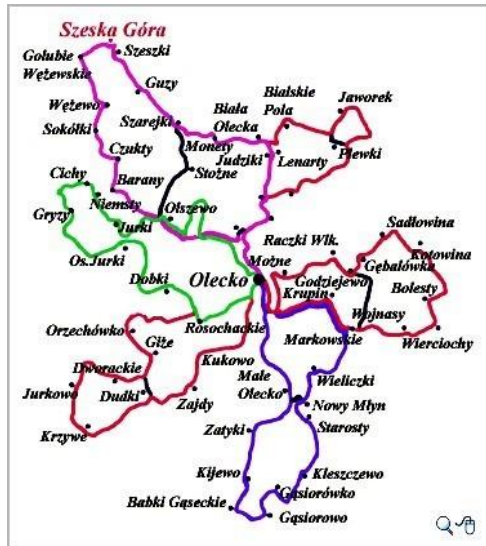 Szeska Góra
Szeszki
Gołubie
Wężewskie
Guzy
Wężewo
Szarejki
Biała
Olecka
Białskie
Pola
Jaworek
Sokółki
Monety
Czukty
Stożne
Judziki
Lenarty
Plewki
Cichy
Barany
Niemsty
Gryzy
Jurki
Olszewo
Sadłowina
Raczki Wlk.
Kotowina
Możne
Gębałówka
Os.Jurki
Olecko
Godziejewo
Dobki
Krupin
Bolesty
Wojnasy
Rosochackie
Orzechówko
Markowskie
Wierciochy
Giże
Kukowo
Dworackie
Małe
Olecko
Wieliczki
Jurkowo
Dudki
Zajdy
Nowy Młyn
Krzywe
Zatyki
Starosty
Kijewo
Kleszczewo
Gąsiorówko
Babki Gąseckie
Gąsiorowo